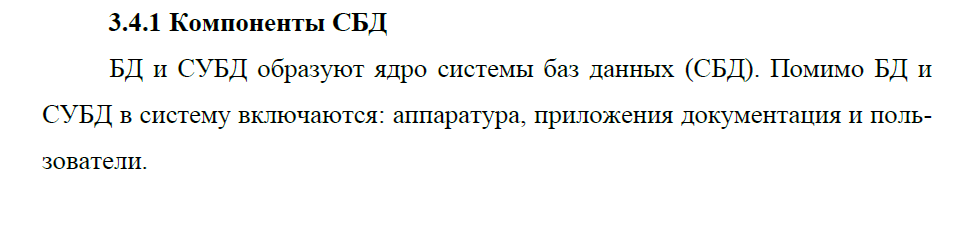 3.4.1 Компоненты СБД
БД и СУБД образуют ядро системы баз данных (СБД). Помимо БД и
СУБД в систему включаются: аппаратура, приложения документация и поль-
зователи.